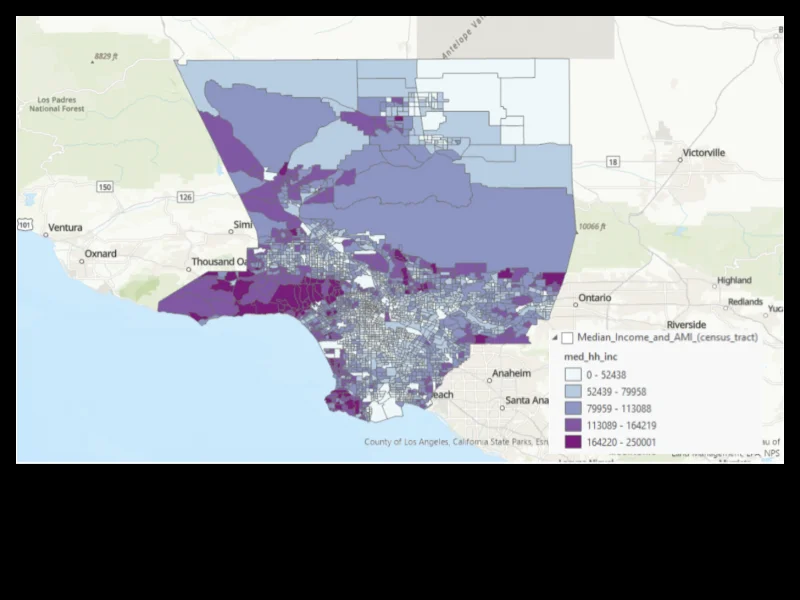 Antelope Val
8829 ft
Los Padres
National Forest
18
Victorville
150
126
101
Ventura
Simi
10066 ft
Oxnard
Thousand Oa
Highland
Ontario
Redlands
Yuca
Riverside
Median_Income_and_AMI_(census_tract)
med_hh_inc
0 - 52438
52439 - 79958
79959 - 113088
113089 - 164219
164220 - 250001
Anaheim
each
Santa Ana
County of Los Angeles, California State Parks, Esri,
au of
Land Management, EPA, NPS